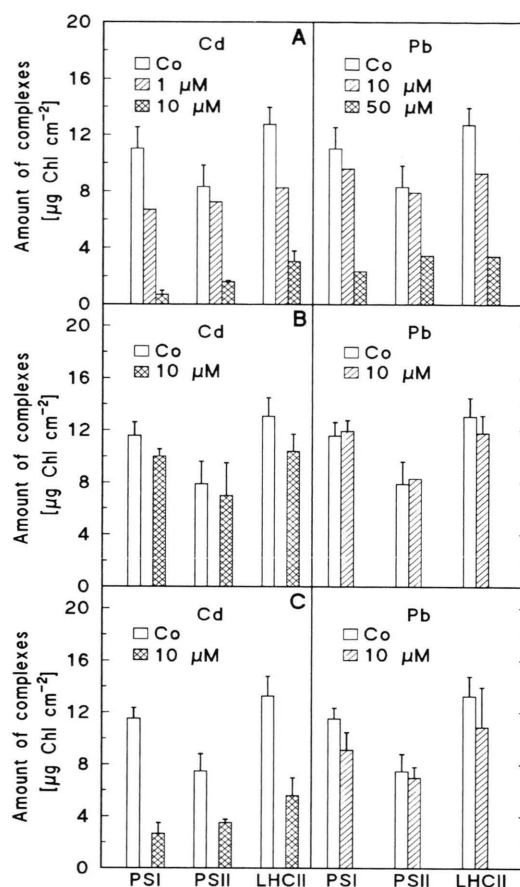 20
16
12
8
4
0
Amount of complexes
[µg Chl cm⁻²]
Cd
A
Co
1 µM
10 µM
Pb
Co
10 µM
50 µM
16
12
8
4
0
Amount of complexes
[µg Chl cm⁻²]
Cd
B
Co
10 µM
Pb
Co
10 µM
16
12
8
4
0
Amount of complexes
[µg Chl cm⁻²]
Cd
C
Co
10 µM
Pb
Co
10 µM
PSI PSII LHCII PSI PSII LHCII